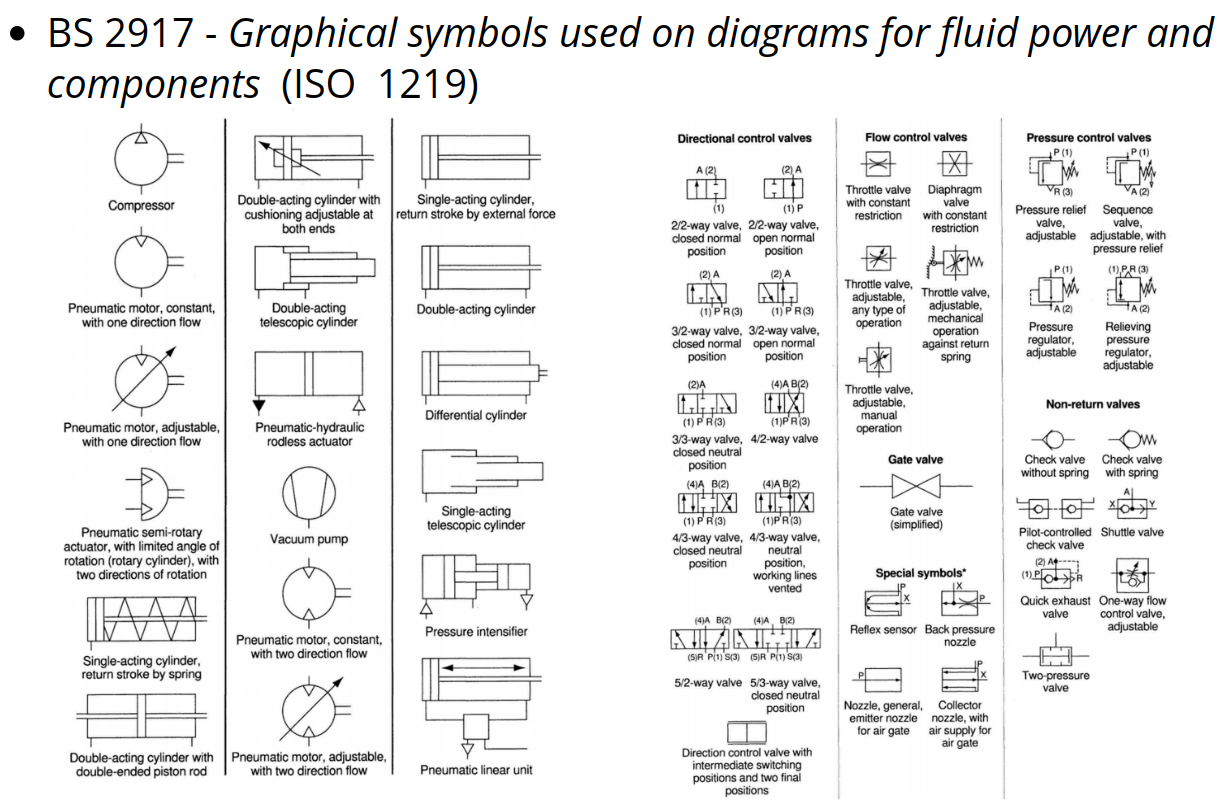 • BS 2917 - Graphical symbols used on diagrams for fluid power and
components (ISO 1219)
Compressor
Pneumatic motor, constant,
with one direction flow
Pneumatic motor, adjustable,
with one direction flow
Pneumatic semi-rotary
actuator, with limited angle of
rotation (rotary cylinder), with
two directions of rotation
Single-acting cylinder,
return stroke by spring
Double-acting cylinder with
double-ended piston rod
Double-acting cylinder with
cushioning adjustable at
both ends
Double-acting
telescopic cylinder
Pneumatic-hydraulic
rodless actuator
Vacuum pump
Pneumatic motor, constant,
with two direction flow
Pneumatic motor, adjustable,
with two direction flow
Single-acting cylinder,
return stroke by external force
Double-acting cylinder
Differential cylinder
Single-acting
telescopic cylinder
Pressure intensifier
Pneumatic linear unit
Directional control valves
A (2)
(1)
2/2-way valve,
closed normal
position
(2) A
(1) P
2/2-way valve,
open normal
position
(2) A
(1) P R (3)
3/2-way valve,
closed normal
position
(2) A
(1) P R (3)
3/2-way valve,
open normal
position
(2)A
(1) P R (3)
3/3-way valve,
closed neutral
position
(4)A B(2)
(1)P R (3)
4/2-way valve
(4)A B(2)
(1) P R (3)
4/3-way valve,
closed neutral
position
(4)A B(2)
(1)P R (3)
4/3-way valve,
neutral
position,
working lines
vented
(4)A B(2)
(5)R P(1) S(3)
5/2-way valve
(4)A B(2)
(5)R P(1) S(3)
5/3-way valve,
closed neutral
position
Direction control valve with
intermediate switching
positions and two final
positions
Flow control valves
Throttle valve
with constant
restriction
Diaphragm
valve
with constant
restriction
Throttle valve,
adjustable,
any type of
operation
Throttle valve,
adjustable,
mechanical
operation
against return
spring
Throttle valve,
adjustable,
manual
operation
Gate valve
Gate valve
(simplified)
Special symbols*
P
X
Reflex sensor
X
P
Back pressure
nozzle
P
Nozzle, general,
emitter nozzle
for air gate
P
X
Collector
nozzle, with
air supply for
air gate
Pressure control valves
P (1)
R (3)
Pressure relief
valve,
adjustable
P (1)
A (2)
Sequence
valve,
adjustable, with
pressure relief
P (1)
A (2)
Pressure
regulator,
adjustable
(1) P R (3)
A (2)
Relieving
pressure
regulator,
adjustable
Non-return valves
Check valve
without spring
Check valve
with spring
Pilot-controlled
check valve
A
X Y
Shuttle valve
(2) A
(1) P R
Quick exhaust
valve
One-way flow
control valve,
adjustable
Two-pressure
valve